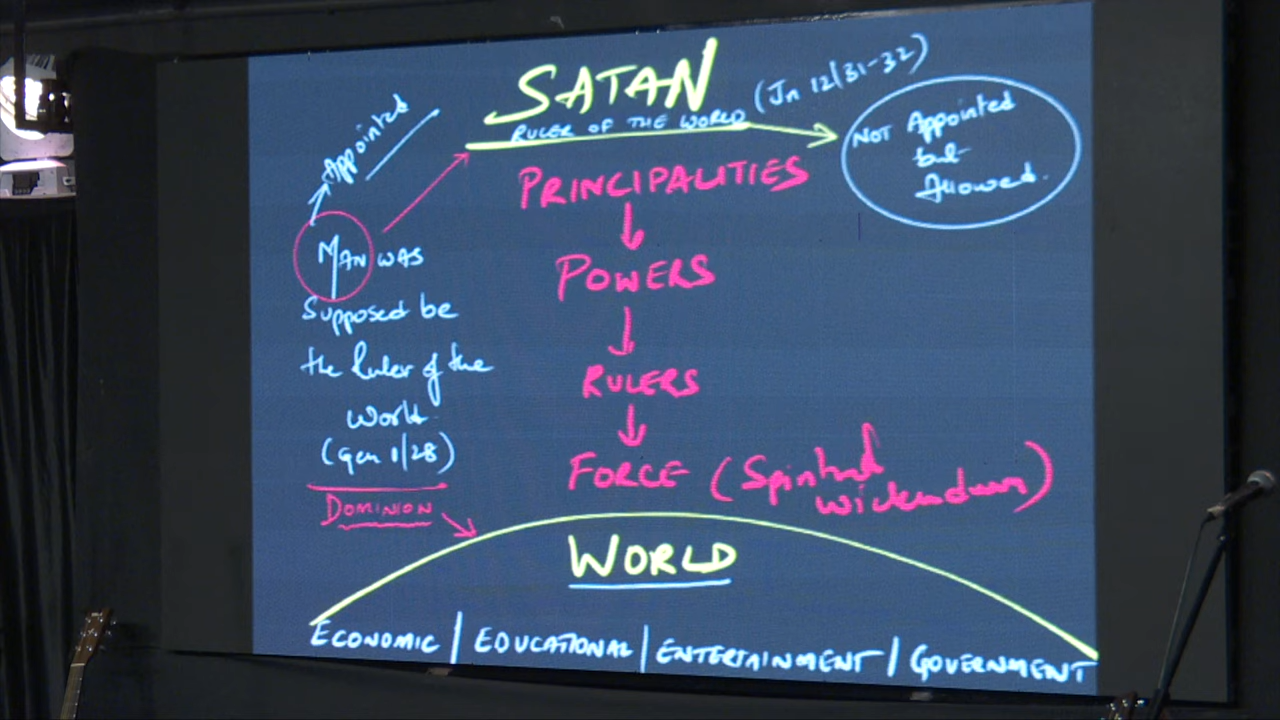 SATAN
RULER OF THE WORLD
(Jn 12/31-32)
NOT Appointed
but
Allowed.
Appointed
MAN WAS
Supposed be
the Ruler of the
World.
(Gen 1/28)
DOMINION
PRINCIPALITIES
POWERS
RULERS
FORCE (Spiritual
WORLD
ECONOMIC | EDUCATIONAL | ENTERTAINMENT / GOVERNMENT